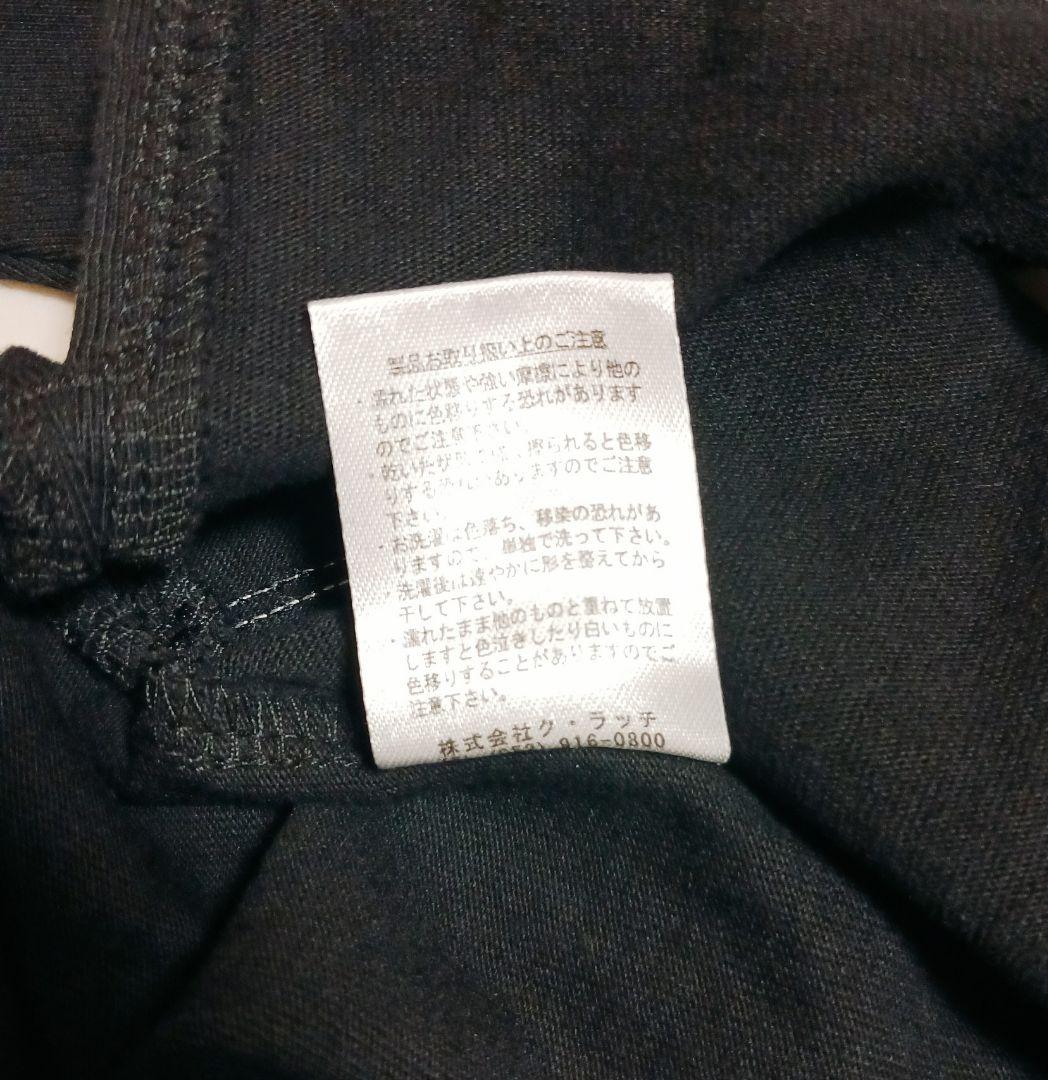 製品お取り扱い上のご注意
・濡れた状態や強い摩擦により他の
ものに色移りする恐れがあります
のでご注意下さい。
・乾いた状 擦られると色移
りする恐れ ありますのでご注意
下さい。
・お洗濯は色落ち、移染の恐れがあ
りますので、単独で洗って下さい。
・洗濯後は速やかに形を整えてから
干して下さい。
・濡れたまま他のものと重ねて放置
しますと色泣きしたり白いものに
色移りすることがありますのでご
注意下さい。
株式会社ク・ラッチ
916-0800